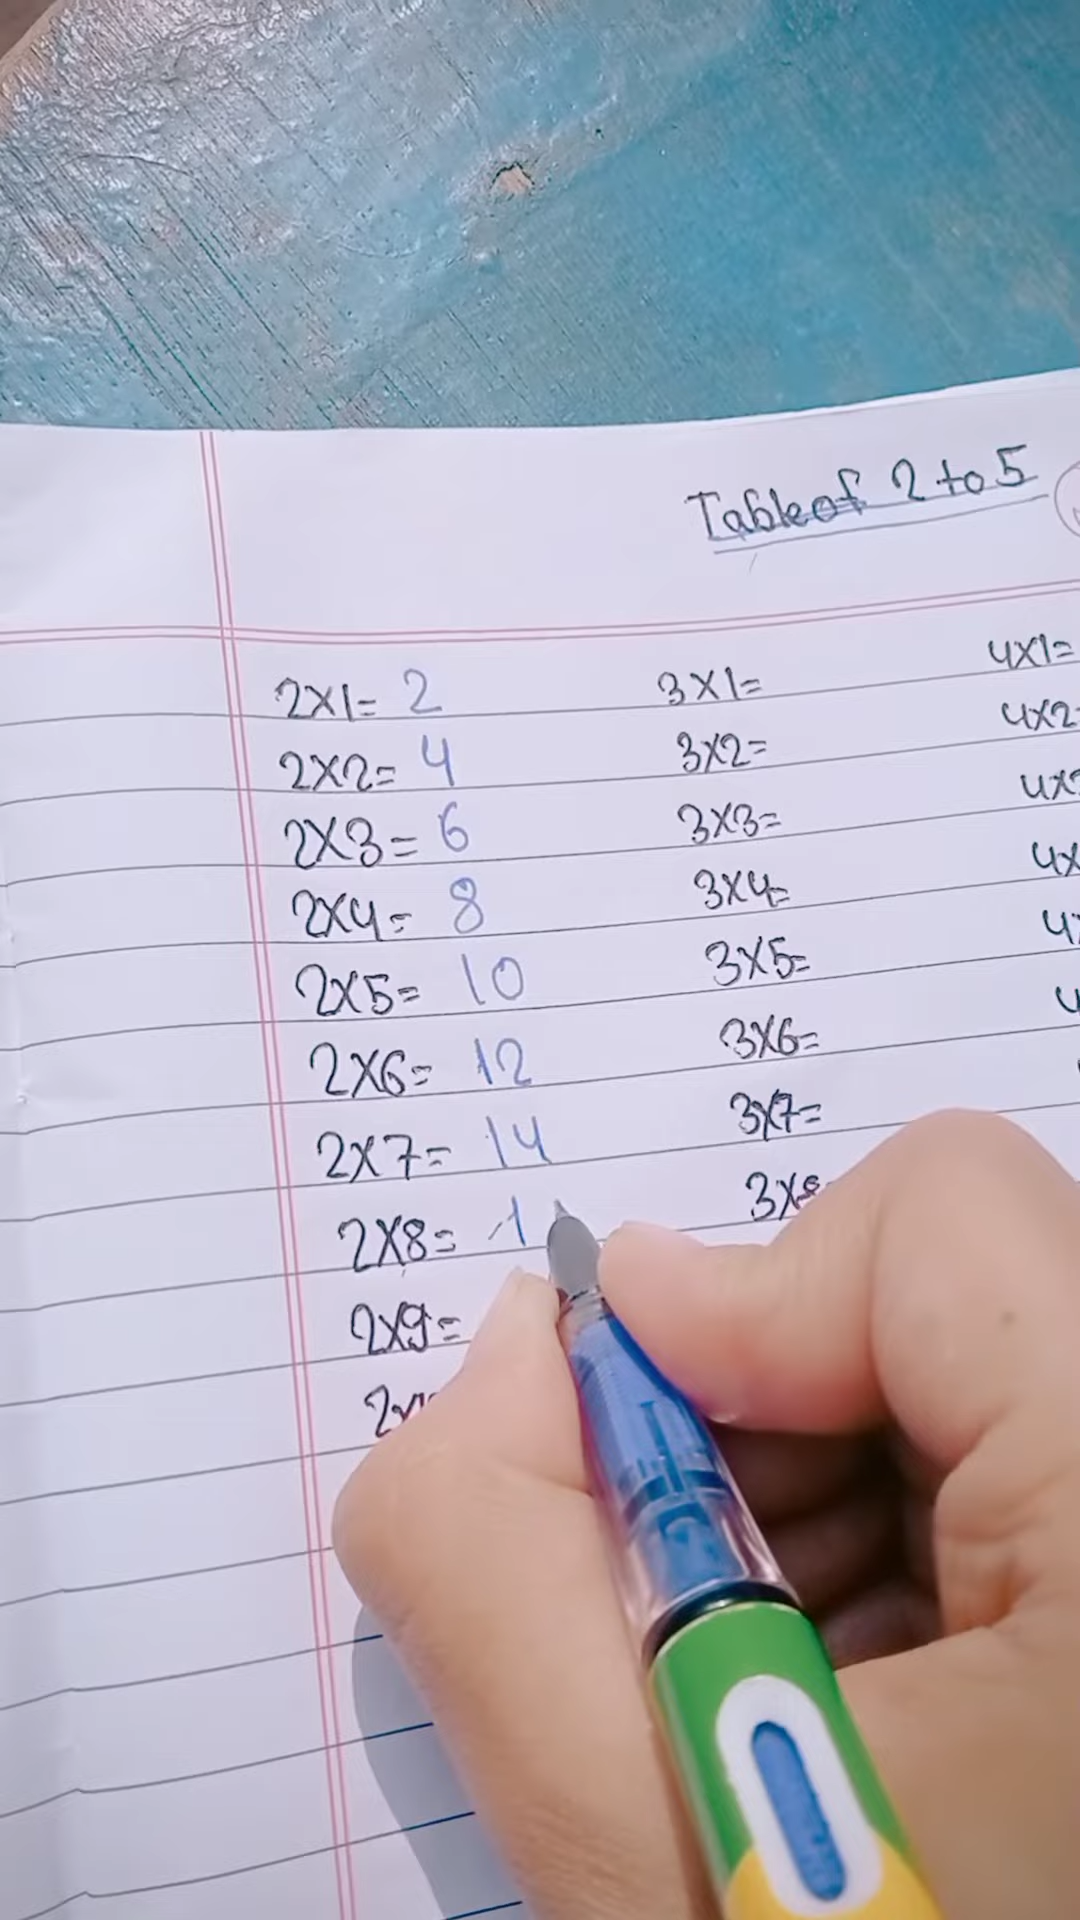 Table of 2 to 5
2X1= 2 3X1= 4X1=
2X2= 4 3X2= 4X2=
2X3= 6 3X3=
2X4= 8 3X4=
2X5= 10 3X5=
2X6= 12 3X6=
2X7= 14 3X7=
2X8= 1
2X9=